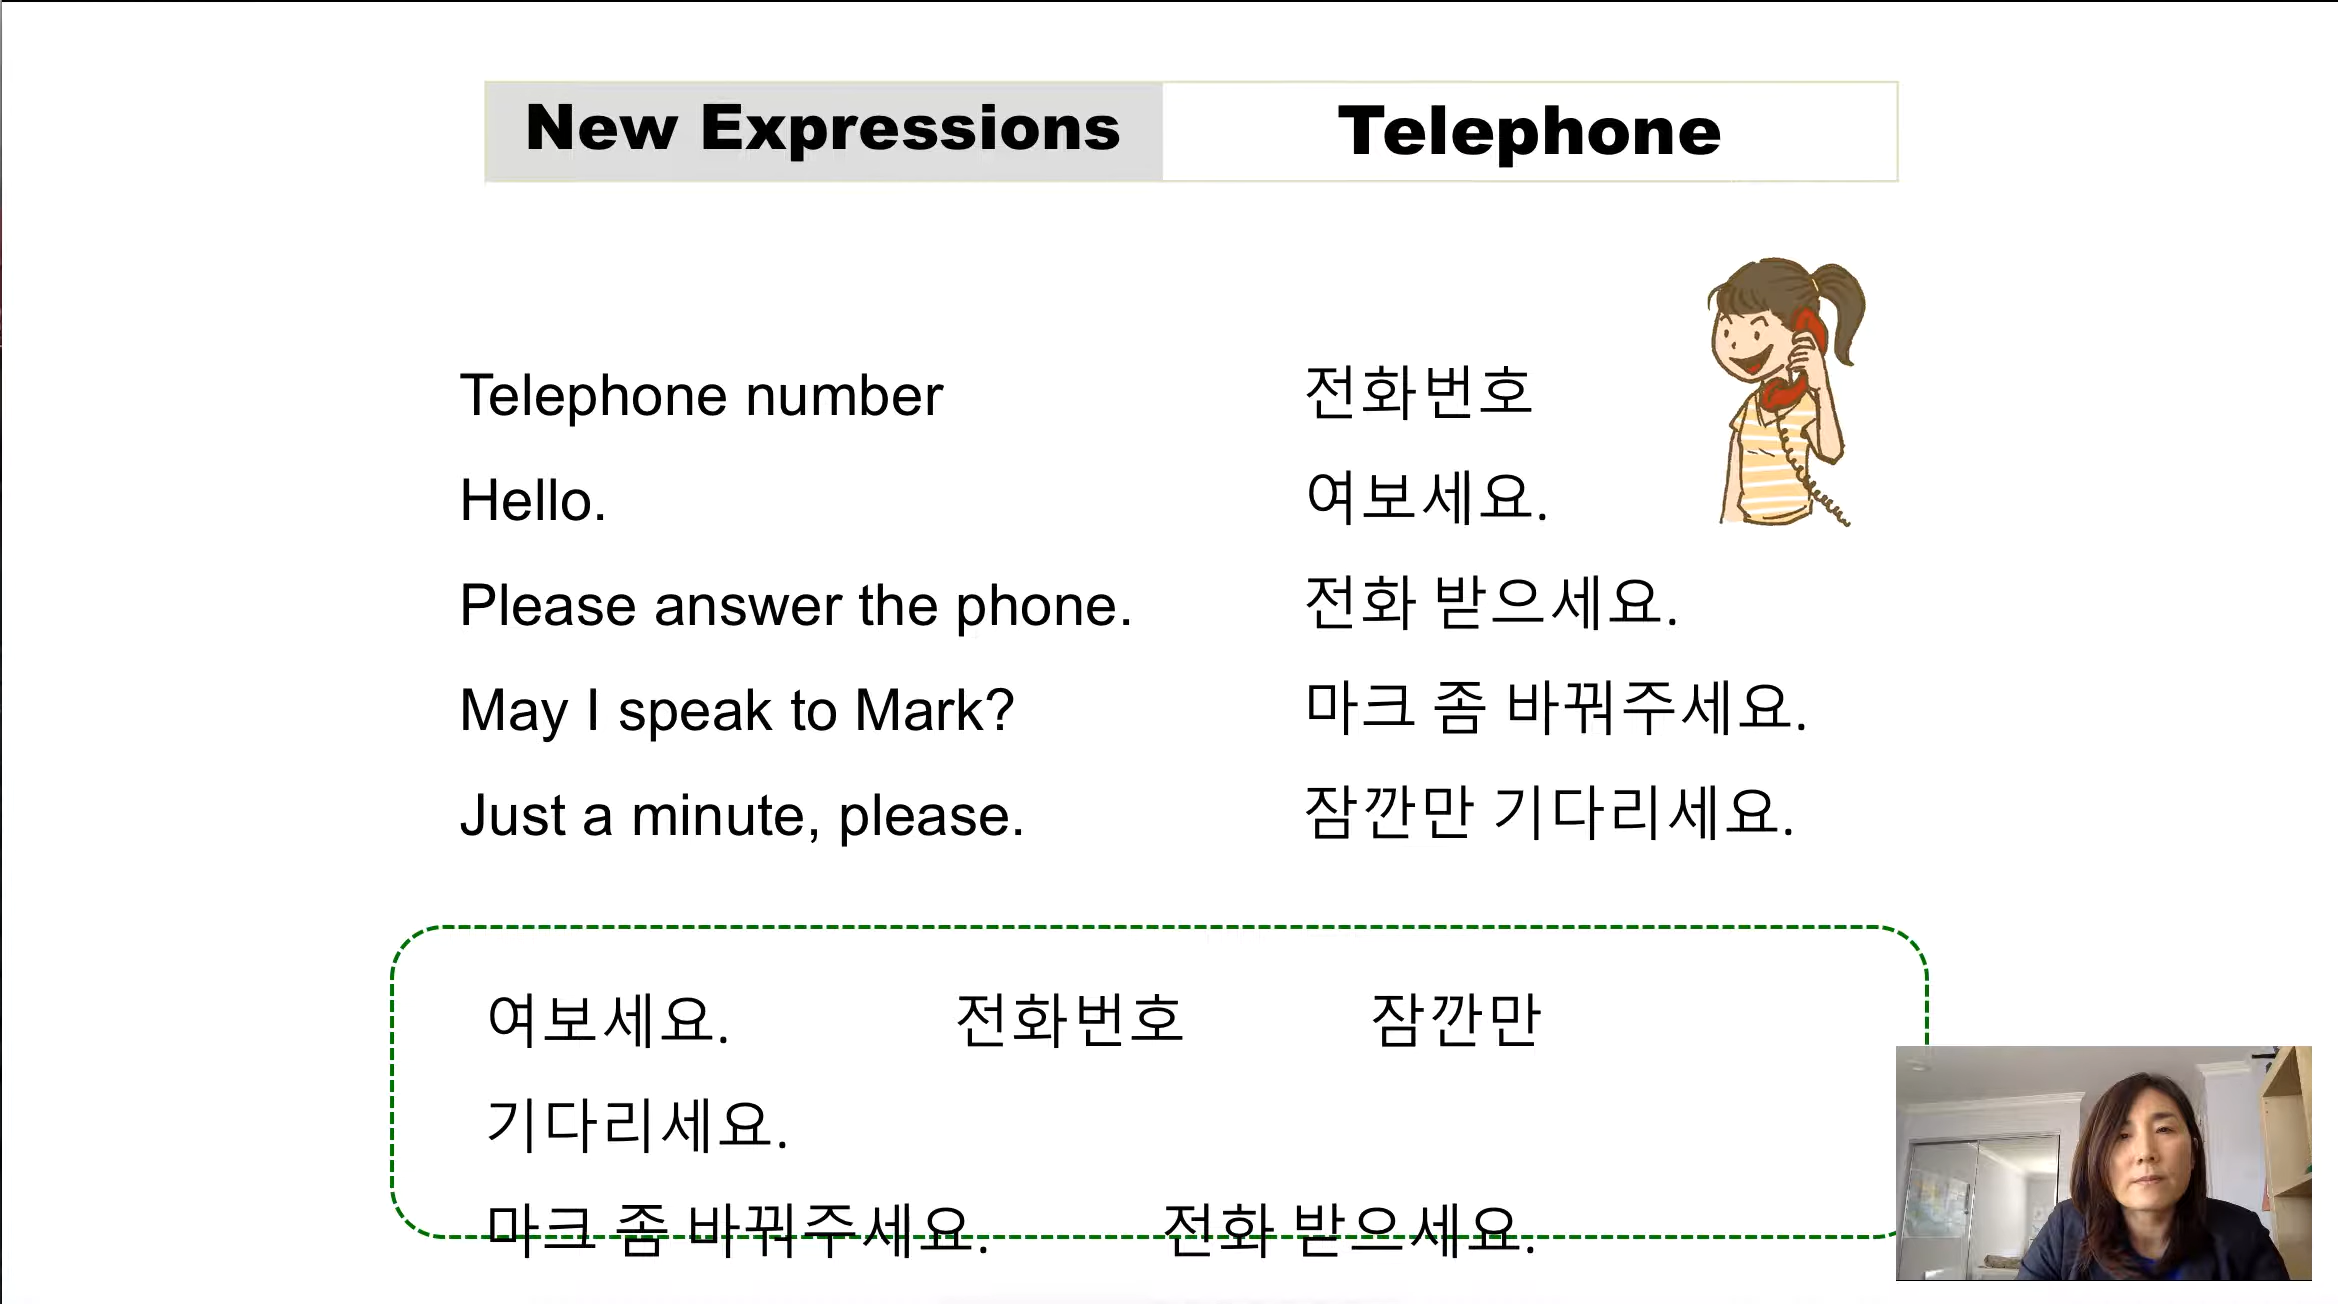 New Expressions Telephone
Telephone number 전화번호
Hello. 여보세요.
Please answer the phone. 전화 받으세요.
May I speak to Mark? 마크 좀 바꿔주세요.
Just a minute, please. 잠깐만 기다리세요.
여보세요. 전화번호 잠깐만
기다리세요.
마크 좀 바꿔주세요. 전화 받으세요.